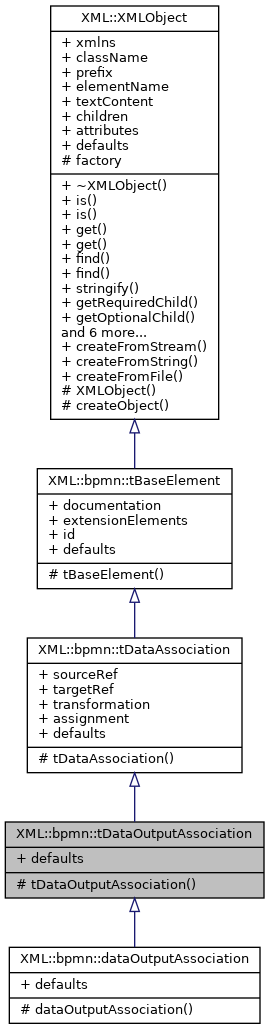 XML::XMLObject
+ xmlns
+ className
+ prefix
+ elementName
+ textContent
+ children
+ attributes
+ defaults
# factory
+ ~XMLObject()
+ is()
+ is()
+ get()
+ get()
+ find()
+ find()
+ stringify()
+ getRequiredChild()
+ getOptionalChild()
and 6 more...
+ createFromStream()
+ createFromString()
+ createFromFile()
# XMLObject()
# createObject()
XML::bpmn::tBaseElement
+ documentation
+ extensionElements
+ id
+ defaults
# tBaseElement()
XML::bpmn::tDataAssociation
+ sourceRef
+ targetRef
+ transformation
+ assignment
+ defaults
# tDataAssociation()
XML::bpmn::tDataOutputAssociation
+ defaults
# tDataOutputAssociation()
XML::bpmn::dataOutputAssociation
+ defaults
# dataOutputAssociation()